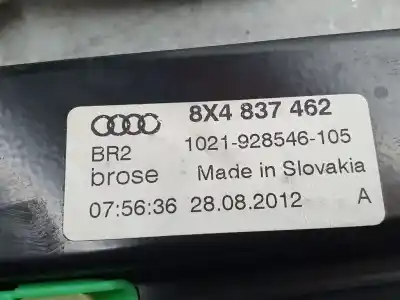 8X4 837 462
BR2 1021-928546-105
brose Made in Slovakia
07:56:36 28.08.2012 A